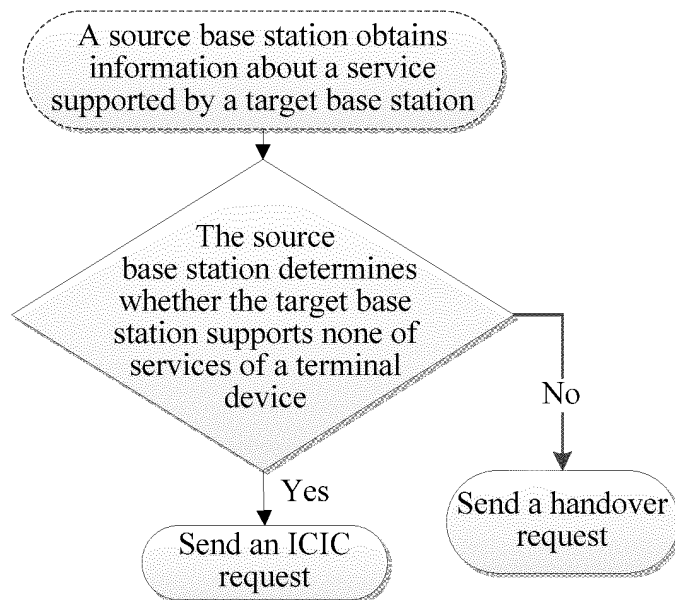 A source base station obtains
information about a service
supported by a target base station
The source
base station determines
whether the target base
station supports none of
services of a terminal
device
No
Yes
Send a handover
request
Send an ICIC
request